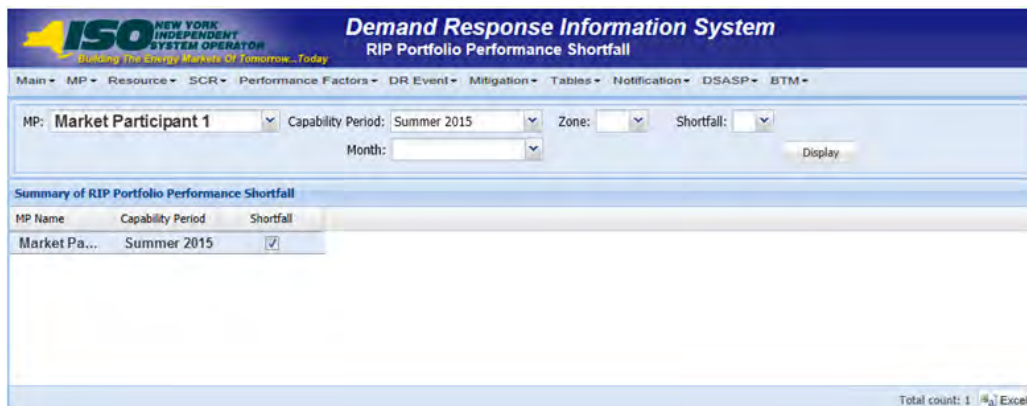 ISO NEW YORK
INDEPENDENT
SYSTEM OPERATOR
Building The Energy Markets Of Tomorrow...Today
Demand Response Information System
RIP Portfolio Performance Shortfall
Main MP Resource SCR Performance Factors DR Event Mitigation Tables Notification DSASP BTM
MP: Market Participant 1 Capability Period: Summer 2015 Zone: Shortfall:
Month: Display
Summary of RIP Portfolio Performance Shortfall
MP Name Capability Period Shortfall
Market Pa... Summer 2015
Total count: 1 Excel